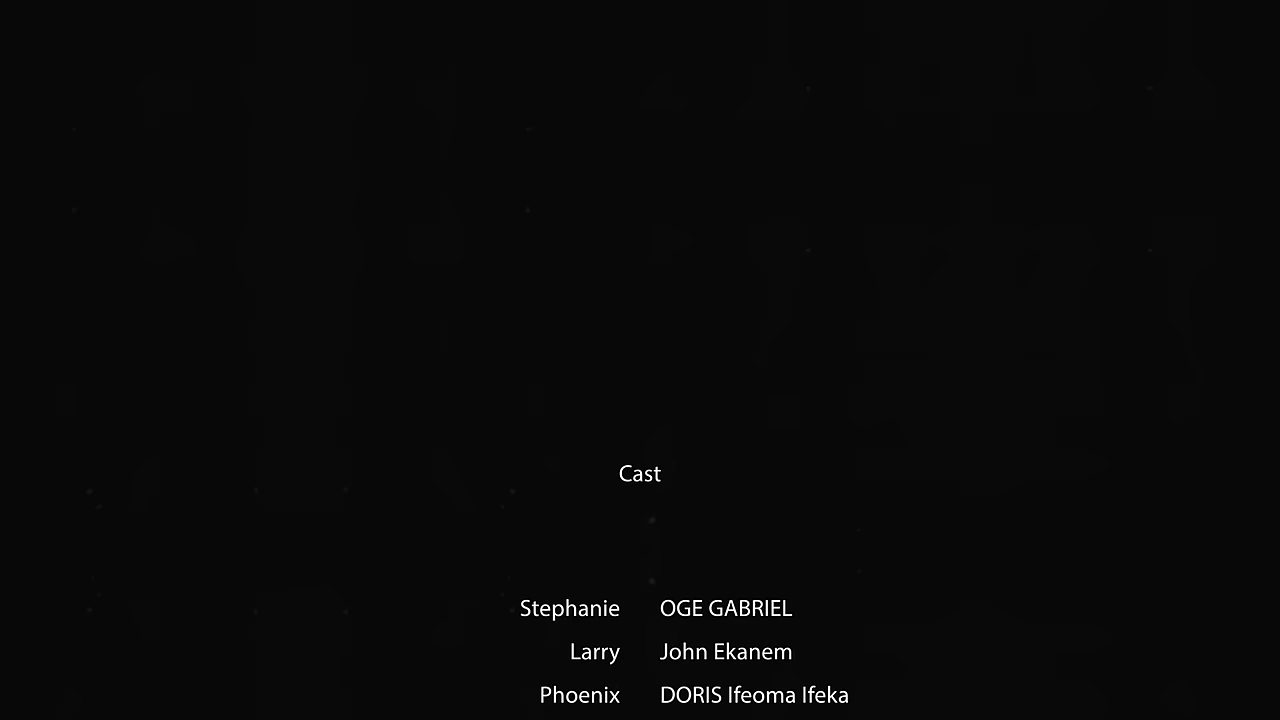 Cast
Stephanie OGE GABRIEL
Larry John Ekanem
Phoenix DORIS Ifeoma Ifeka